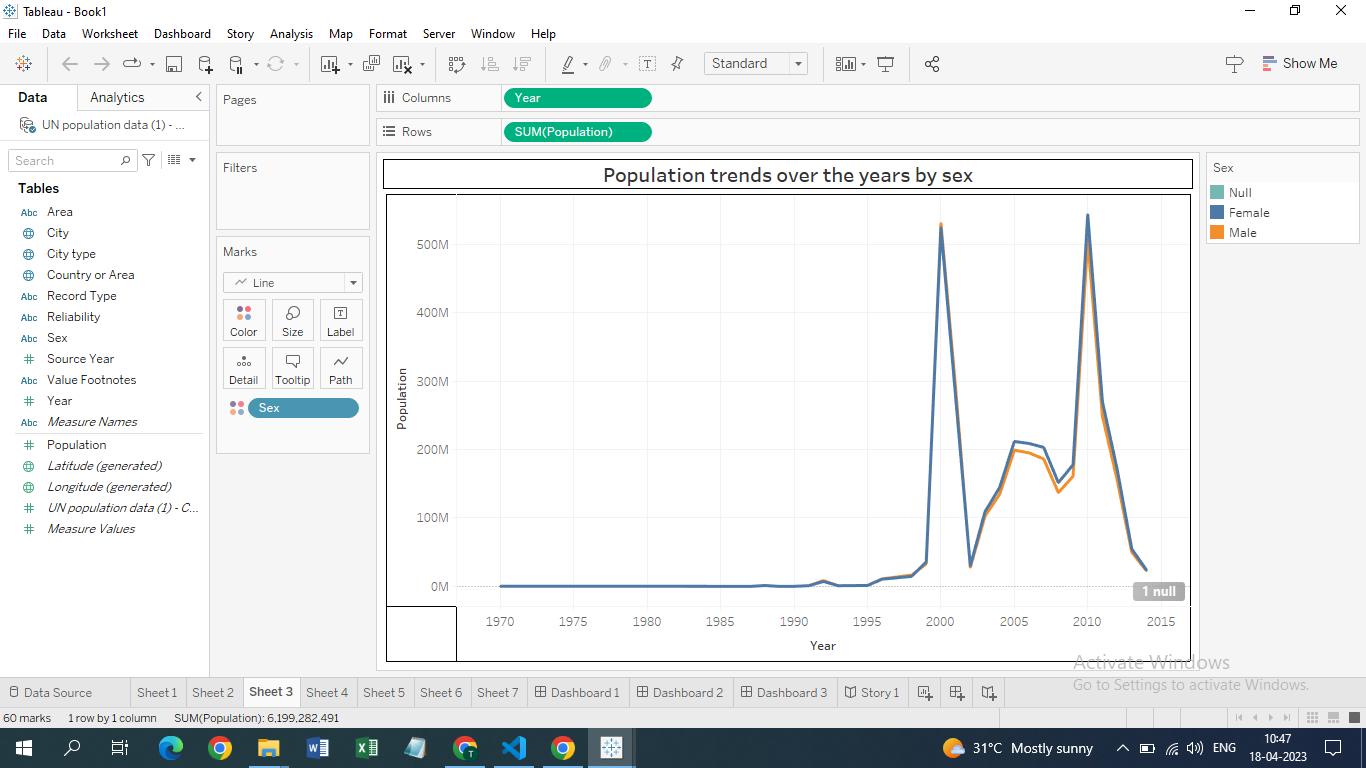 Tableau - Book1
File Data Worksheet Dashboard Story Analysis Map Format Server Window Help
Standard
Show Me
Data Analytics
UN population data (1) - ...
Search
Tables
Abc Area
City
City type
Country or Area
Abc Record Type
Abc Reliability
Abc Sex
Source Year
Abc Value Footnotes
Year
Abc Measure Names
Population
Latitude (generated)
Longitude (generated)
UN population data (1) - C...
Measure Values
Pages
Filters
Marks
Line
Color Size Label
Detail Tooltip Path
Sex
Columns Year
Rows SUM(Population)
Population trends over the years by sex
500M
400M
300M
200M
100M
0M
Population
1 null
1970 1975 1980 1985 1990 1995 2000 2005 2010 2015
Year
Sex
Null
Female
Male
Activate Windows
Go to Settings to activate Windows.
Data Source Sheet 1 Sheet 2 Sheet 3 Sheet 4 Sheet 5 Sheet 6 Sheet 7 Dashboard 1 Dashboard 2 Dashboard 3 Story 1
60 marks 1 row by 1 column SUM(Population): 6,199,282,491
31°C Mostly sunny ENG 10:47
18-04-2023